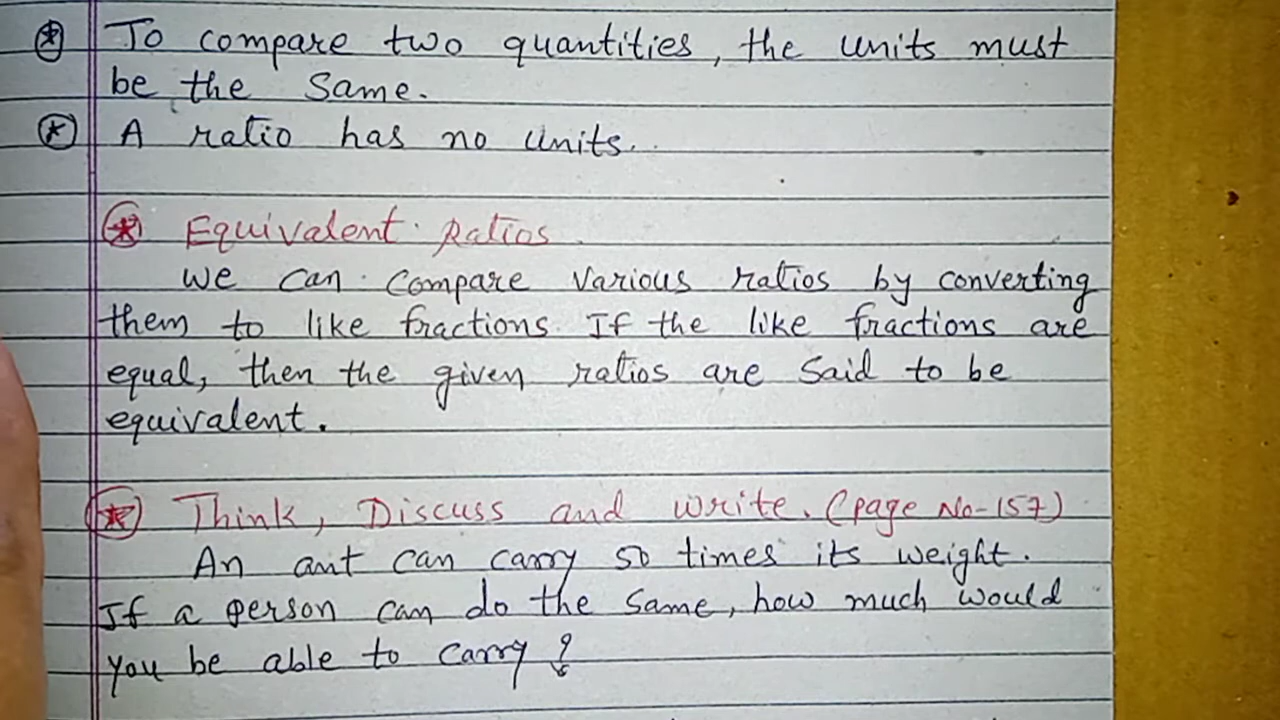 To compare two quantities, the units must
be the same.
A ratio has no units.
Equivalent Ratios.
We can compare various ratios by converting
them to like fractions. If the like fractions are
equal, then the given ratios are said to be
equivalent.
Think, Discuss and write. (page No-157)
An ant can carry 50 times its weight.
If a person can do the same, how much would
you be able to carry ?